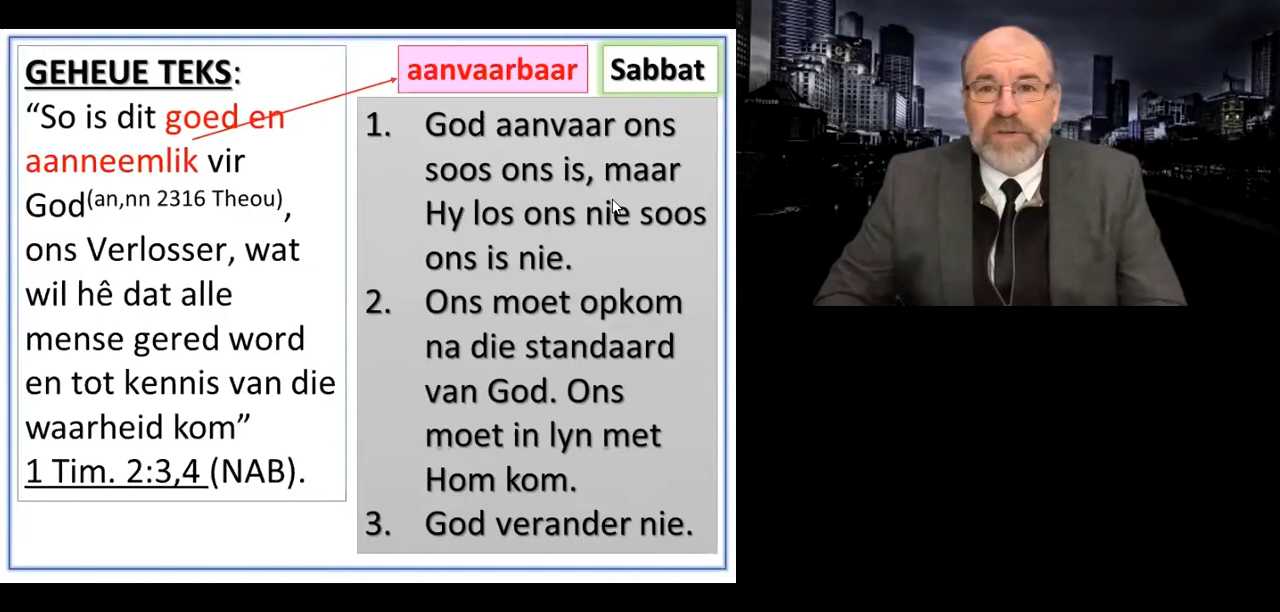 GEHEUE TEKS:
“So is dit goed en
aanneemlik vir
God(an,nn 2316 Theou),
ons Verlosser, wat
wil hê dat alle
mense gered word
en tot kennis van die
waarheid kom”
1 Tim. 2:3,4 (NAB).
aanvaarbaar
Sabbat
1. God aanvaar ons
soos ons is, maar
Hy los ons nie soos
ons is nie.
2. Ons moet opkom
na die standaard
van God. Ons
moet in lyn met
Hom kom.
3. God verander nie.